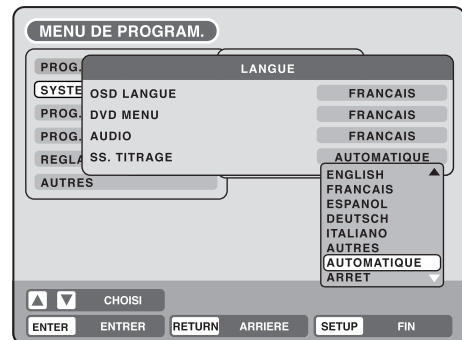 MENU DE PROGRAM.
PROG.
SYSTE
PROG.
PROG.
REGLA
AUTRES
LANGUE
OSD LANGUE FRANCAIS
DVD MENU FRANCAIS
AUDIO FRANCAIS
SS. TITRAGE AUTOMATIQUE
ENGLISH
FRANCAIS
ESPANOL
DEUTSCH
ITALIANO
AUTRES
AUTOMATIQUE
ARRET
CHOISI
ENTER ENTRER RETURN ARRIERE SETUP FIN